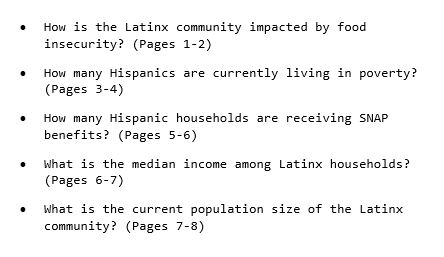 • How is the Latinx community impacted by food
insecurity? (Pages 1-2)
• How many Hispanics are currently living in poverty?
(Pages 3-4)
• How many Hispanic households are receiving SNAP
benefits? (Pages 5-6)
• What is the median income among Latinx households?
(Pages 6-7)
• What is the current population size of the Latinx
community? (Pages 7-8)